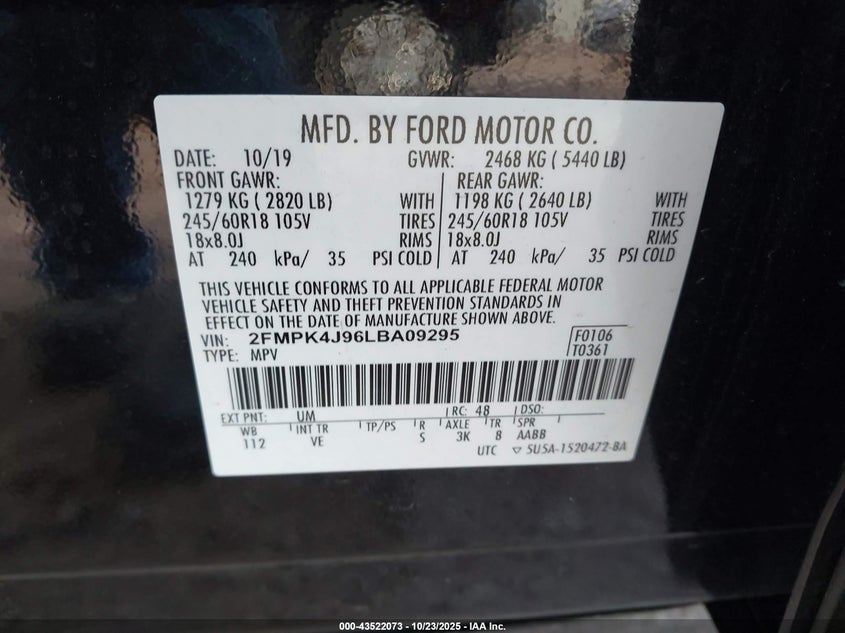 MFD. BY FORD MOTOR CO.
DATE: 10/19 GVWR: 2468 KG ( 5440 LB)
FRONT GAWR: REAR GAWR:
1279 KG ( 2820 LB) WITH 1198 KG ( 2640 LB) WITH
245/60R18 105V TIRES 245/60R18 105V TIRES
18x8.0J RIMS 18x8.0J RIMS
AT 240 kPa/ 35 PSI COLD AT 240 kPa/ 35 PSI COLD
THIS VEHICLE CONFORMS TO ALL APPLICABLE FEDERAL MOTOR
VEHICLE SAFETY AND THEFT PREVENTION STANDARDS IN
EFFECT ON THE DATE OF MANUFACTURE SHOWN ABOVE.
VIN: 2FMPK4J96LBA09295 F0106
TYPE: MPV T0361
EXT PNT: UM RC: 48 DSO:
WB INT TR TP/PS R AXLE TR SPR
112 VE S 3K 8 AABB
UTC ▽ 5U5A-1520472-BA
000-43522073 - 10/23/2025 - IAA Inc.